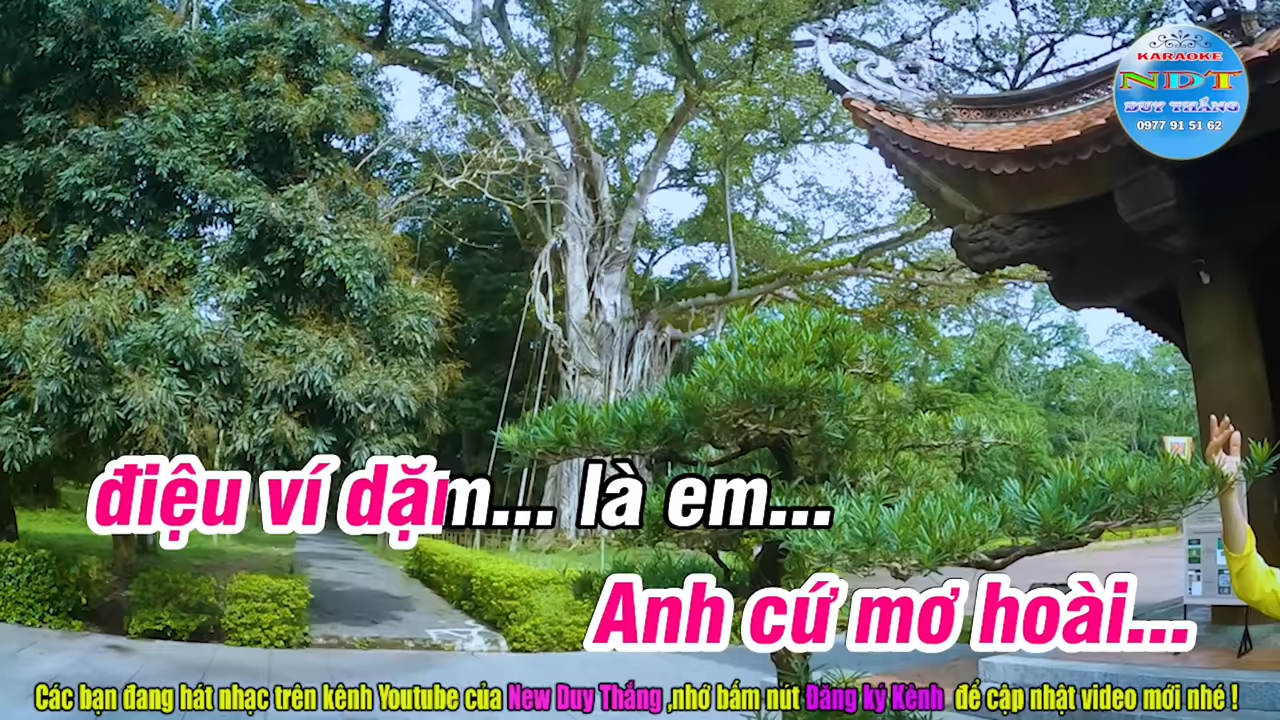 KARAOKE
NDT
DUY THẮNG
0977 91 51 62
điệu ví dặm... là em...
Anh cứ mơ hoài...
Các bạn đang hát nhạc trên kênh Youtube của New Duy Thắng ,nhớ bấm nút Đăng ký Kênh để cập nhật video mới nhé !